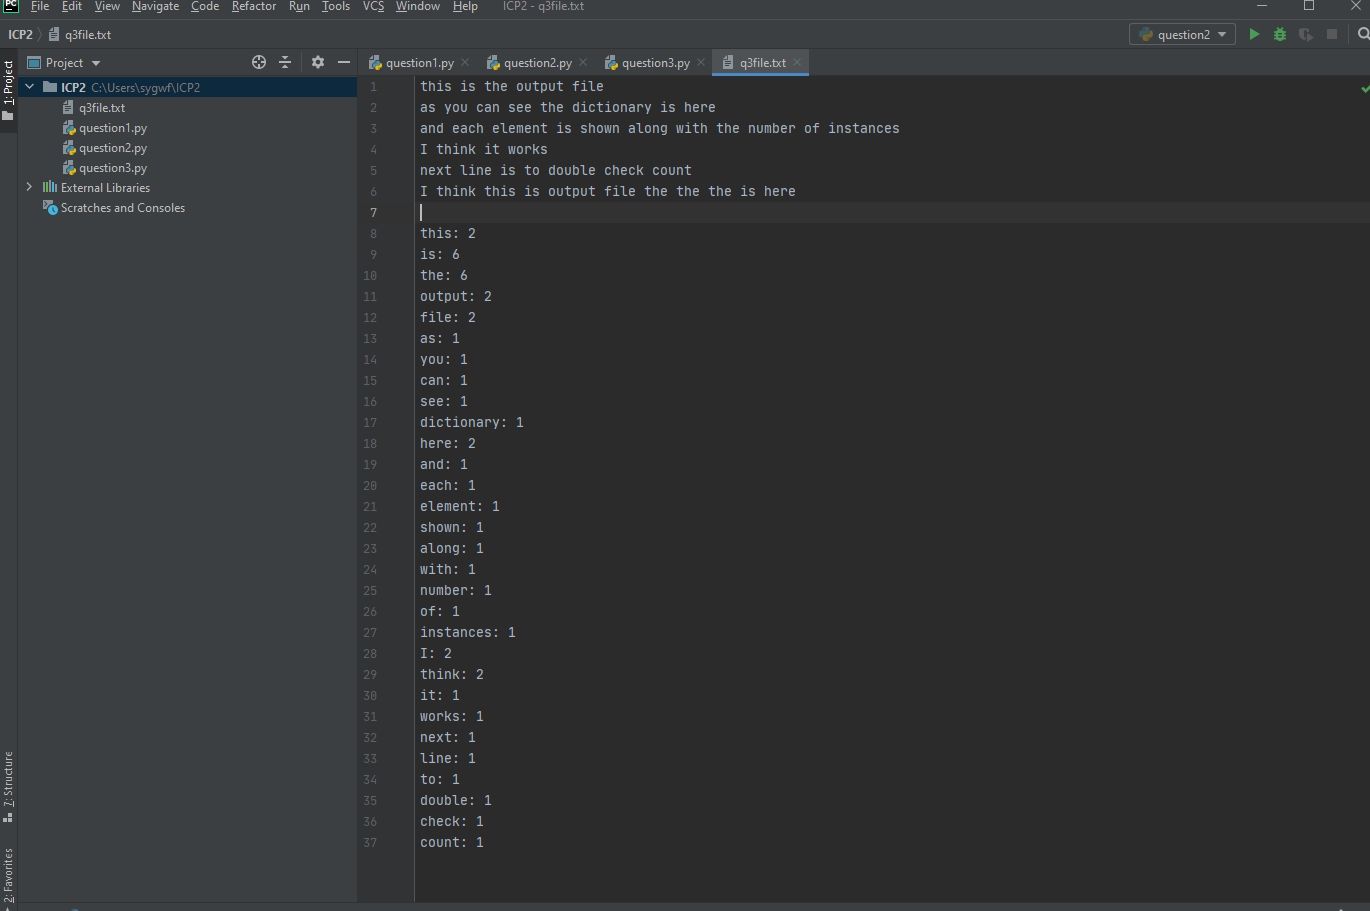 PC File Edit View Navigate Code Refactor Run Tools VCS Window Help ICP2 - q3file.txt
ICP2 q3file.txt question2
1: Project
Project
question1.py question2.py question3.py q3file.txt
ICP2 C:\Users\sygwf\ICP2
q3file.txt
question1.py
question2.py
question3.py
External Libraries
Scratches and Consoles
7: Structure
2: Favorites
1 this is the output file
2 as you can see the dictionary is here
3 and each element is shown along with the number of instances
4 I think it works
5 next line is to double check count
6 I think this is output file the the the is here
7
8 this: 2
9 is: 6
10 the: 6
11 output: 2
12 file: 2
13 as: 1
14 you: 1
15 can: 1
16 see: 1
17 dictionary: 1
18 here: 2
19 and: 1
20 each: 1
21 element: 1
22 shown: 1
23 along: 1
24 with: 1
25 number: 1
26 of: 1
27 instances: 1
28 I: 2
29 think: 2
30 it: 1
31 works: 1
32 next: 1
33 line: 1
34 to: 1
35 double: 1
36 check: 1
37 count: 1